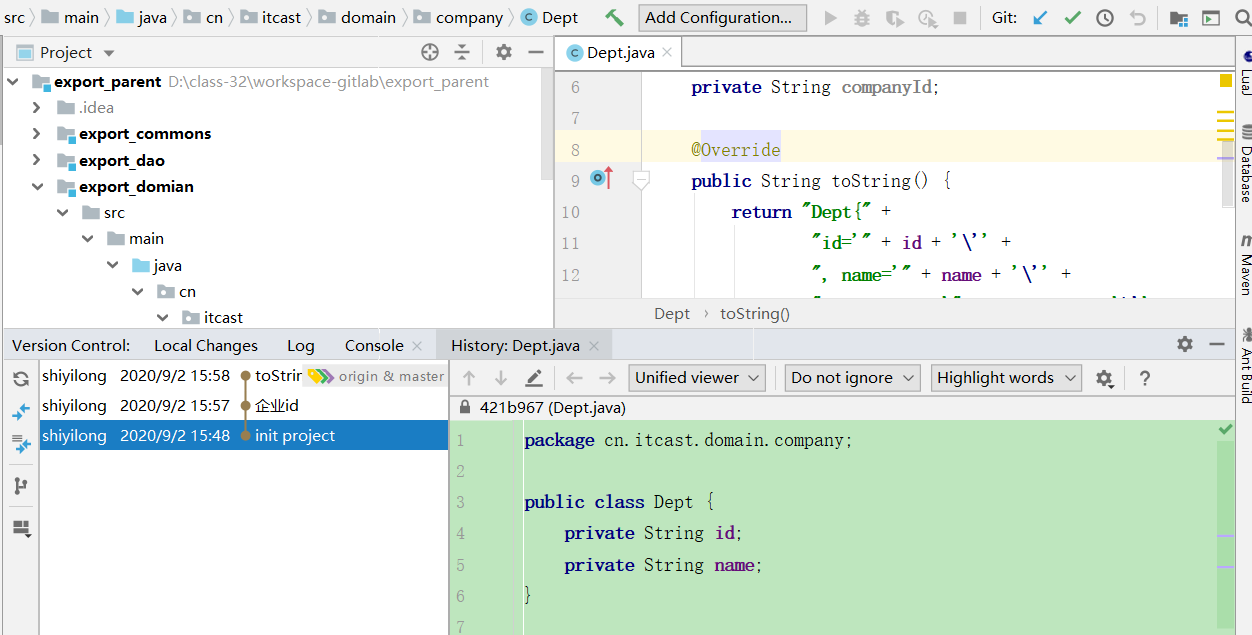 src main java cn itcast domain company Dept Add Configuration... Git:
Project
Dept.java
export_parent D:\class-32\workspace-gitlab\export_parent
.idea
export_commons
export_dao
export_domian
src
main
java
cn
itcast
6 private String companyId;
7
8 @Override
9 public String toString() {
10 return "Dept{" +
11 "id='" + id + '\'' +
12 ", name='" + name + '\'' +
Dept › toString()
LuaJ
Database
Maven
Ant Build
Version Control: Local Changes Log Console History: Dept.java
shiyilong 2020/9/2 15:58 toStrin origin & master
shiyilong 2020/9/2 15:57 企业id
shiyilong 2020/9/2 15:48 init project
Unified viewer Do not ignore Highlight words ?
421b967 (Dept.java)
1 package cn.itcast.domain.company;
2
3 public class Dept {
4 private String id;
5 private String name;
6 }
7